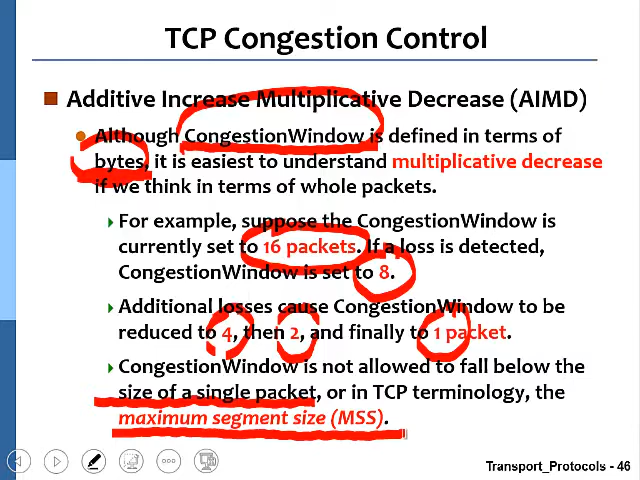 TCP Congestion Control
Additive Increase Multiplicative Decrease (AIMD)
Although CongestionWindow is defined in terms of
bytes, it is easiest to understand multiplicative decrease
if we think in terms of whole packets.
For example, suppose the CongestionWindow is
currently set to 16 packets. If a loss is detected,
CongestionWindow is set to 8.
Additional losses cause CongestionWindow to be
reduced to 4, then 2, and finally to 1 packet.
CongestionWindow is not allowed to fall below the
size of a single packet, or in TCP terminology, the
maximum segment size (MSS).
Transport_Protocols - 46